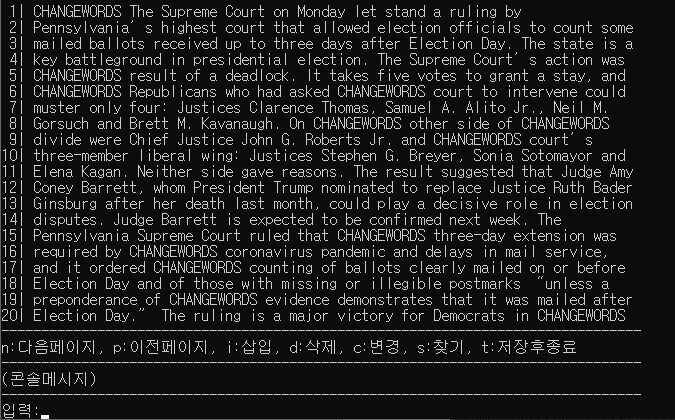 1| CHANGEWORDS The Supreme Court on Monday let stand a ruling by
2| Pennsylvania's highest court that allowed election officials to count some
3| mailed ballots received up to three days after Election Day. The state is a
4| key battleground in presidential election. The Supreme Court's action was
5| CHANGEWORDS result of a deadlock. It takes five votes to grant a stay, and
6| CHANGEWORDS Republicans who had asked CHANGEWORDS court to intervene could
7| muster only four: Justices Clarence Thomas, Samuel A. Alito Jr., Neil M.
8| Gorsuch and Brett M. Kavanaugh. On CHANGEWORDS other side of CHANGEWORDS
9| divide were Chief Justice John G. Roberts Jr. and CHANGEWORDS court's
10| three-member liberal wing: Justices Stephen G. Breyer, Sonia Sotomayor and
11| Elena Kagan. Neither side gave reasons. The result suggested that Judge Amy
12| Coney Barrett, whom President Trump nominated to replace Justice Ruth Bader
13| Ginsburg after her death last month, could play a decisive role in election
14| disputes. Judge Barrett is expected to be confirmed next week. The
15| Pennsylvania Supreme Court ruled that CHANGEWORDS three-day extension was
16| required by CHANGEWORDS coronavirus pandemic and delays in mail service,
17| and it ordered CHANGEWORDS counting of ballots clearly mailed on or before
18| Election Day and of those with missing or illegible postmarks “unless a
19| preponderance of CHANGEWORDS evidence demonstrates that it was mailed after
20| Election Day.” The ruling is a major victory for Democrats in CHANGEWORDS
n:다음페이지, p:이전페이지, i:삽입, d:삭제, c:변경, s:찾기, t:저장후종료
(콘솔메시지)
입력: